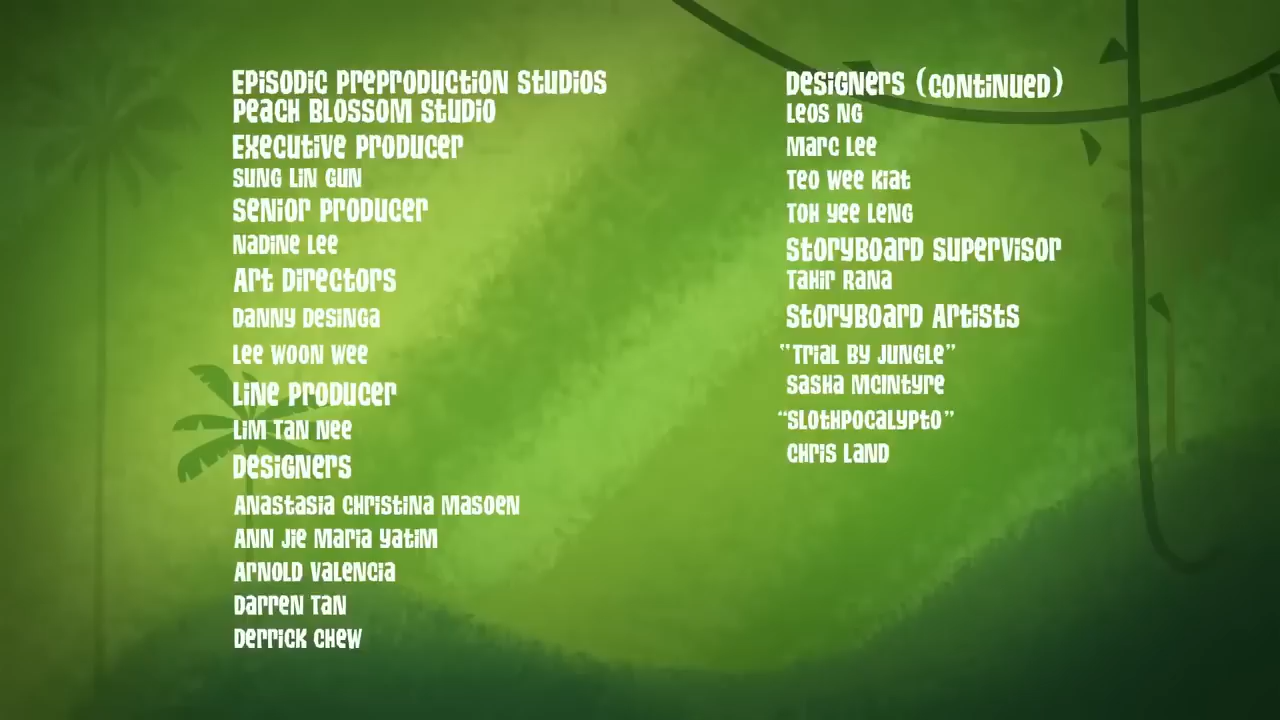 Episodic Preproduction Studios
Peach Blossom Studio
Executive Producer
Sung Lin Gun
Senior Producer
Nadine Lee
Art Directors
Danny Desinga
Lee Woon Wee
Line Producer
Lim Tan Nee
Designers
Anastasia Christina Masoen
Ann Jie Maria Yatim
Arnold Valencia
Darren Tan
Derrick Chew
Designers (continued)
Leos Ng
Marc Lee
Teo Wee Kiat
Toh Yee Leng
Storyboard Supervisor
Tahir Rana
Storyboard Artists
"Trial by Jungle"
Sasha McIntyre
"Slothpocalypto"
Chris Land